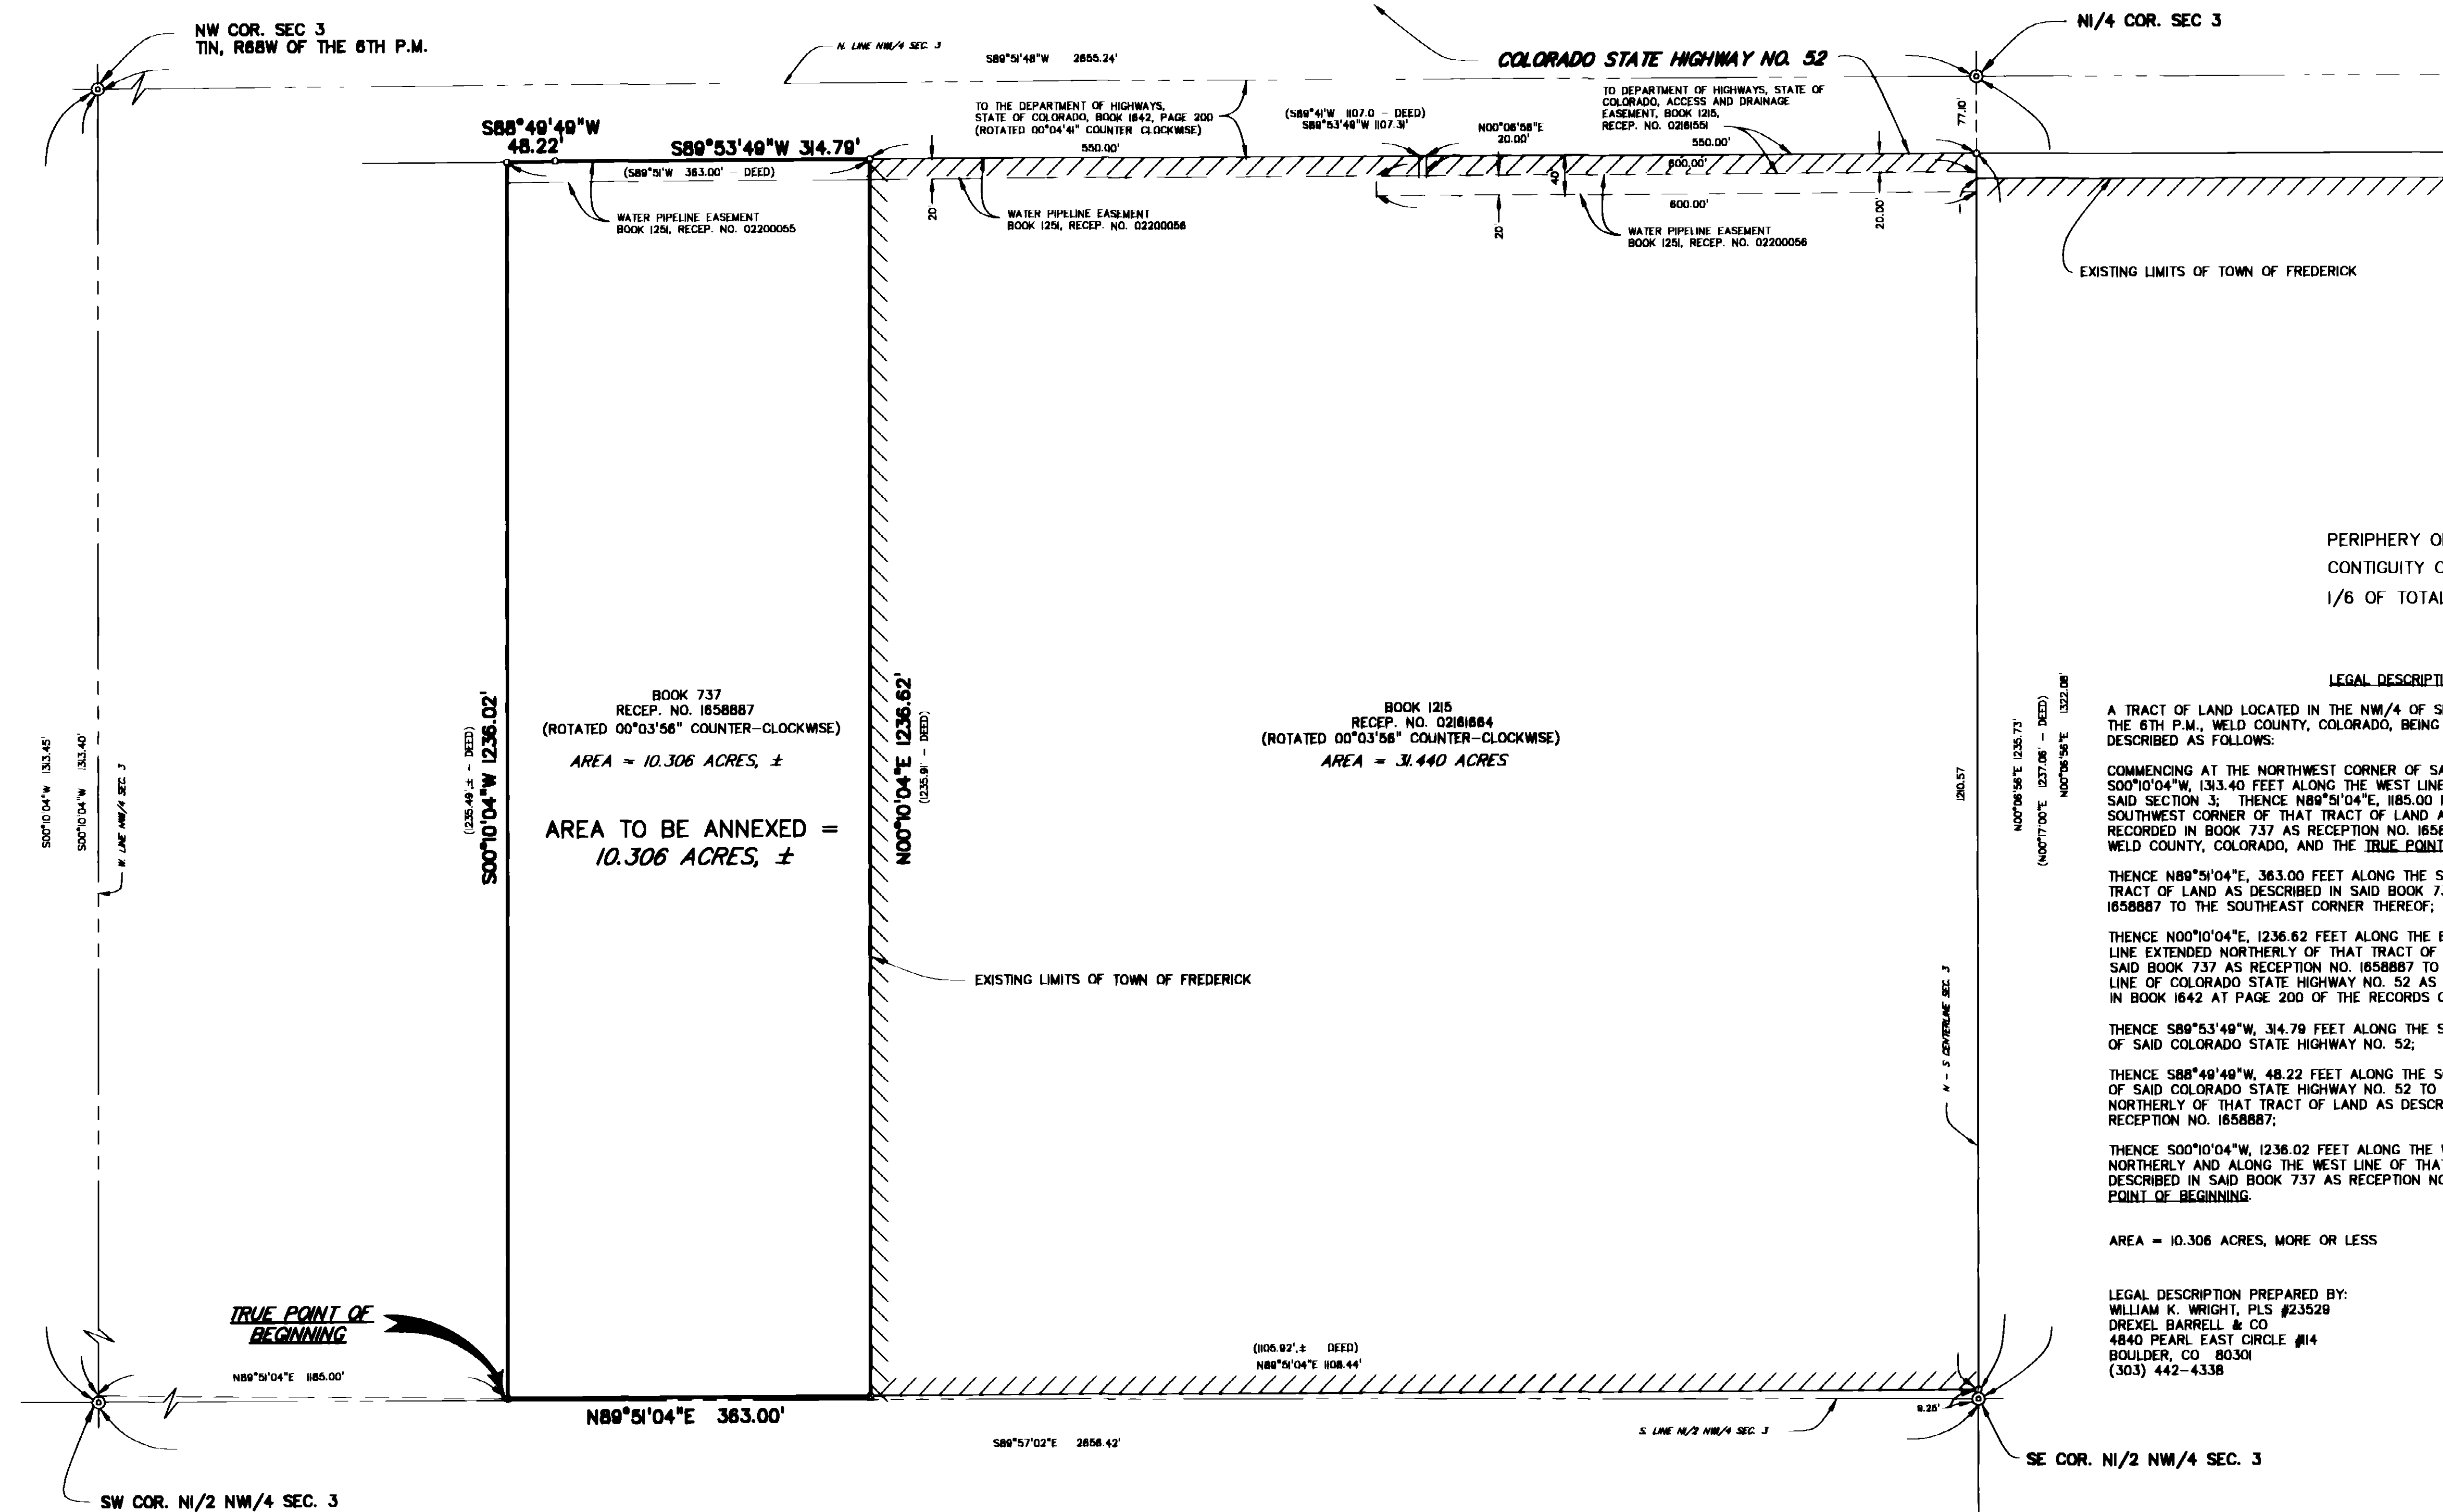 NW COR. SEC 3
T1N, R68W OF THE 6TH P.M.
N. LINE NW1/4 SEC. 3
S89°51'48"W 2655.24'
COLORADO STATE HIGHWAY NO. 52
N1/4 COR. SEC 3
S88°49'49"W
48.22'
S89°53'49"W 314.79'
(S89°51'W 363.00' - DEED)
TO THE DEPARTMENT OF HIGHWAYS,
STATE OF COLORADO, BOOK 1642, PAGE 200
(ROTATED 00°04'41" COUNTER CLOCKWISE)
550.00'
(S89°41'W 1107.0 - DEED)
S89°53'49"W 1107.31'
N00°06'56"E
20.00'
TO DEPARTMENT OF HIGHWAYS, STATE OF
COLORADO, ACCESS AND DRAINAGE
EASEMENT, BOOK 1215,
RECEP. NO. 02161551
550.00'
600.00'
40'
600.00'
77.10'
20'
20'
20.00'
WATER PIPELINE EASEMENT
BOOK 1251, RECEP. NO. 02200055
WATER PIPELINE EASEMENT
BOOK 1251, RECEP. NO. 02200056
WATER PIPELINE EASEMENT
BOOK 1251, RECEP. NO. 02200056
EXISTING LIMITS OF TOWN OF FREDERICK
S00°10'04"W 1313.45'
S00°10'04"W 1313.40'
W. LINE NW/4 SEC. 3
(1235.49',± - DEED)
S00°10'04"W 1236.02'
BOOK 737
RECEP. NO. 1658887
(ROTATED 00°03'56" COUNTER-CLOCKWISE)
AREA = 10.306 ACRES, ±
AREA TO BE ANNEXED =
10.306 ACRES, ±
N00°10'04"E 1236.62'
(1235.91' - DEED)
BOOK 1215
RECEP. NO. 02161664
(ROTATED 00°03'56" COUNTER-CLOCKWISE)
AREA = 31.440 ACRES
EXISTING LIMITS OF TOWN OF FREDERICK
1210.57
N - S CENTERLINE SEC. 3
N00°06'56"E 1235.73'
(N00°17'00"E 1237.06' - DEED)
N00°06'56"E 1322.08'
PERIPHERY O
CONTIGUITY O
1/6 OF TOTAL
LEGAL DESCRIPTI
A TRACT OF LAND LOCATED IN THE NW1/4 OF S
THE 6TH P.M., WELD COUNTY, COLORADO, BEING
DESCRIBED AS FOLLOWS:
COMMENCING AT THE NORTHWEST CORNER OF SA
S00°10'04"W, 1313.40 FEET ALONG THE WEST LINE
SAID SECTION 3; THENCE N89°51'04"E, 1185.00
SOUTHWEST CORNER OF THAT TRACT OF LAND A
RECORDED IN BOOK 737 AS RECEPTION NO. 1658
WELD COUNTY, COLORADO, AND THE TRUE POINT
THENCE N89°51'04"E, 363.00 FEET ALONG THE S
TRACT OF LAND AS DESCRIBED IN SAID BOOK 73
1658887 TO THE SOUTHEAST CORNER THEREOF;
THENCE N00°10'04"E, 1236.62 FEET ALONG THE E
LINE EXTENDED NORTHERLY OF THAT TRACT OF
SAID BOOK 737 AS RECEPTION NO. 1658887 TO
LINE OF COLORADO STATE HIGHWAY NO. 52 AS
IN BOOK 1642 AT PAGE 200 OF THE RECORDS O
THENCE S89°53'49"W, 314.79 FEET ALONG THE S
OF SAID COLORADO STATE HIGHWAY NO. 52;
THENCE S88°49'49"W, 48.22 FEET ALONG THE SO
OF SAID COLORADO STATE HIGHWAY NO. 52 TO
NORTHERLY OF THAT TRACT OF LAND AS DESCR
RECEPTION NO. 1658887;
THENCE S00°10'04"W, 1236.02 FEET ALONG THE W
NORTHERLY AND ALONG THE WEST LINE OF THA
DESCRIBED IN SAID BOOK 737 AS RECEPTION NO
POINT OF BEGINNING.
AREA = 10.306 ACRES, MORE OR LESS
LEGAL DESCRIPTION PREPARED BY:
WILLIAM K. WRIGHT, PLS #23529
DREXEL BARRELL & CO
4840 PEARL EAST CIRCLE #114
BOULDER, CO 80301
(303) 442-4338
TRUE POINT OF
BEGINNING
N89°51'04"E 1185.00'
N89°51'04"E 363.00'
(1105.92',± DEED)
N89°51'04"E 1108.44'
9.25'
S89°57'02"E 2656.42'
S. LINE N1/2 NW/4 SEC. 3
SE COR. N1/2 NW1/4 SEC. 3
SW COR. N1/2 NW1/4 SEC. 3